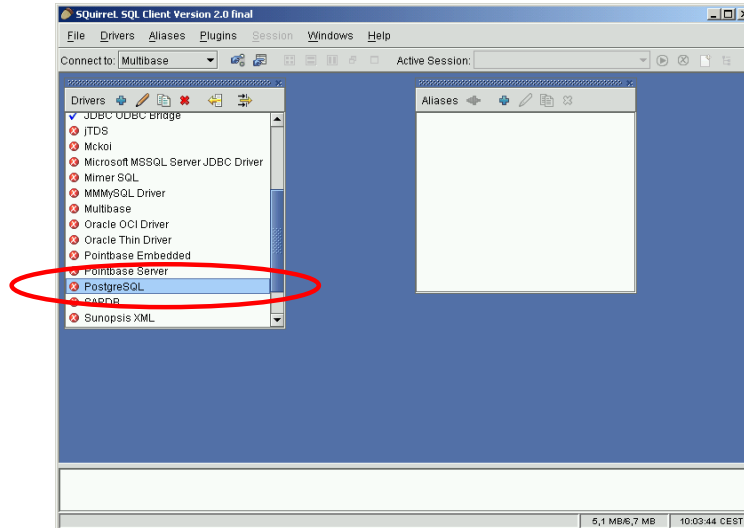 SQuirreL SQL Client Version 2.0 final
File Drivers Aliases Plugins Session Windows Help
Connect to: Multibase Active Session:
Drivers
Aliases
JDBC ODBC Bridge
jTDS
Mckoi
Microsoft MSSQL Server JDBC Driver
Mimer SQL
MMMySQL Driver
Multibase
Oracle OCI Driver
Oracle Thin Driver
Pointbase Embedded
Pointbase Server
PostgreSQL
SAPDB
Sunopsis XML
5,1 MB/6,7 MB 10:03:44 CEST